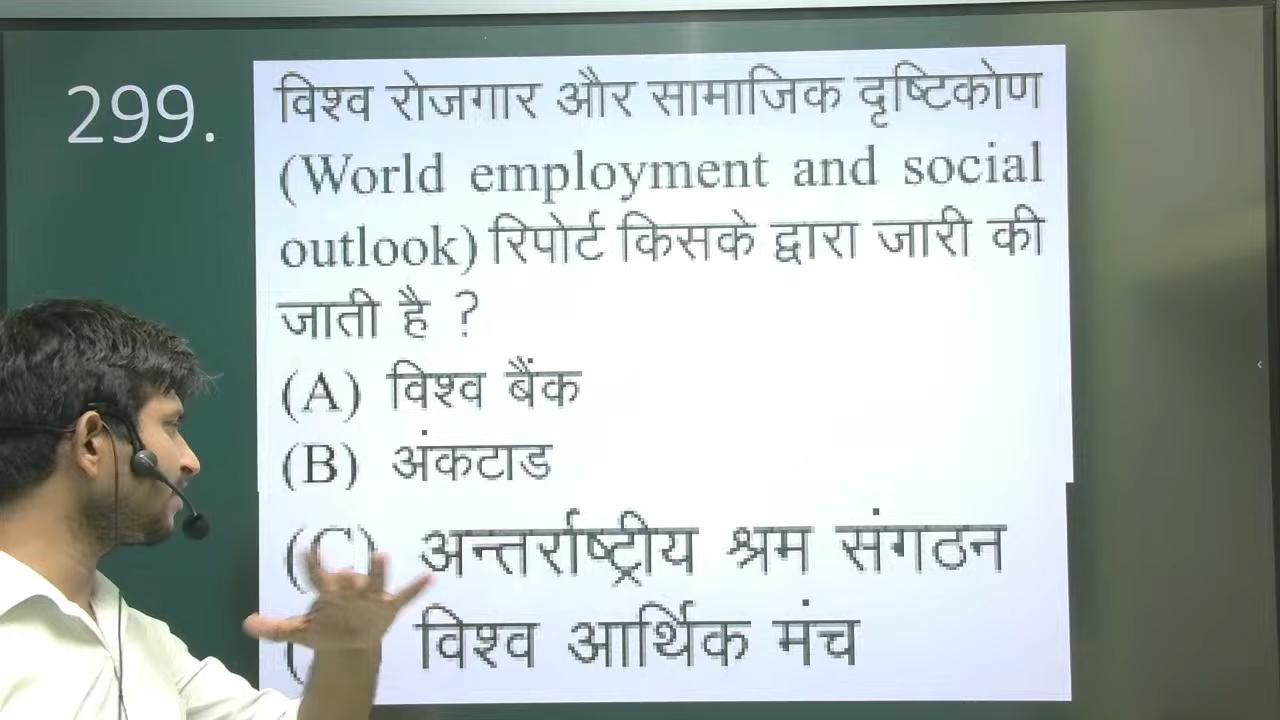 299.
विश्व रोजगार और सामाजिक दृष्टिकोण
(World employment and social
outlook) रिपोर्ट किसके द्वारा जारी की
जाती है ?
(A) विश्व बैंक
(B) अंकटाड
(C) अन्तर्राष्ट्रीय श्रम संगठन
( विश्व आर्थिक मंच